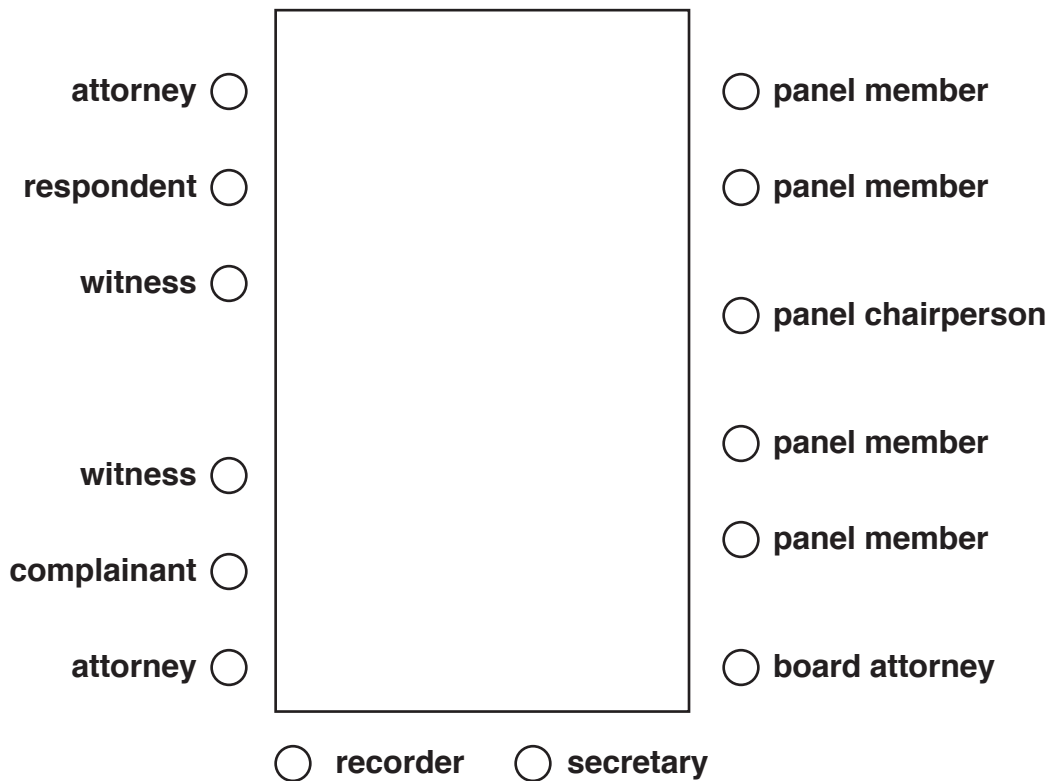 attorney
respondent
witness
witness
complainant
attorney
panel member
panel member
panel chairperson
panel member
panel member
board attorney
recorder
secretary